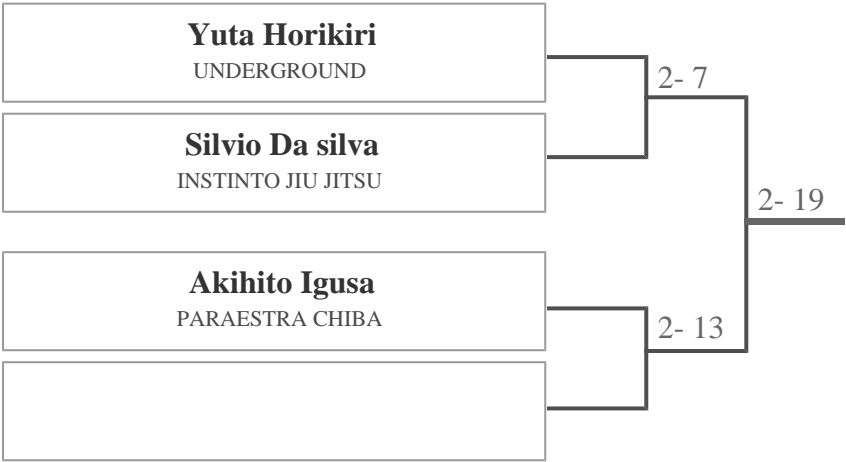 Yuta Horikiri
UNDERGROUND
2- 7
Silvio Da silva
INSTINTO JIU JITSU
2- 19
Akihito Igusa
PARAESTRA CHIBA
2- 13